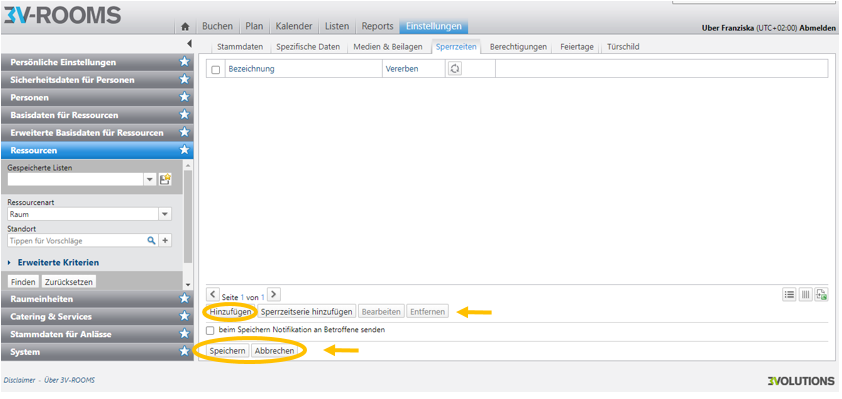 3V-ROOMS
Buchen Plan Kalender Listen Reports Einstellungen
Uber Franziska (UTC+02:00) Abmelden
Stammdaten Spezifische Daten Medien & Beilagen Sperrzeiten Berechtigungen Feiertage Türschild
Persönliche Einstellungen
Sicherheitsdaten für Personen
Personen
Basisdaten für Ressourcen
Erweiterte Basisdaten für Ressourcen
Ressourcen
Gespeicherte Listen
Ressourcenart
Raum
Standort
Tippen für Vorschläge
Erweiterte Kriterien
Finden Zurücksetzen
Raumeinheiten
Catering & Services
Stammdaten für Anlässe
System
Bezeichnung Vererben
Seite 1 von 1
Hinzufügen Sperrzeitserie hinzufügen Bearbeiten Entfernen
beim Speichern Notifikation an Betroffene senden
Speichern Abbrechen
Disclaimer - Über 3V-ROOMS
3VOLUTIONS